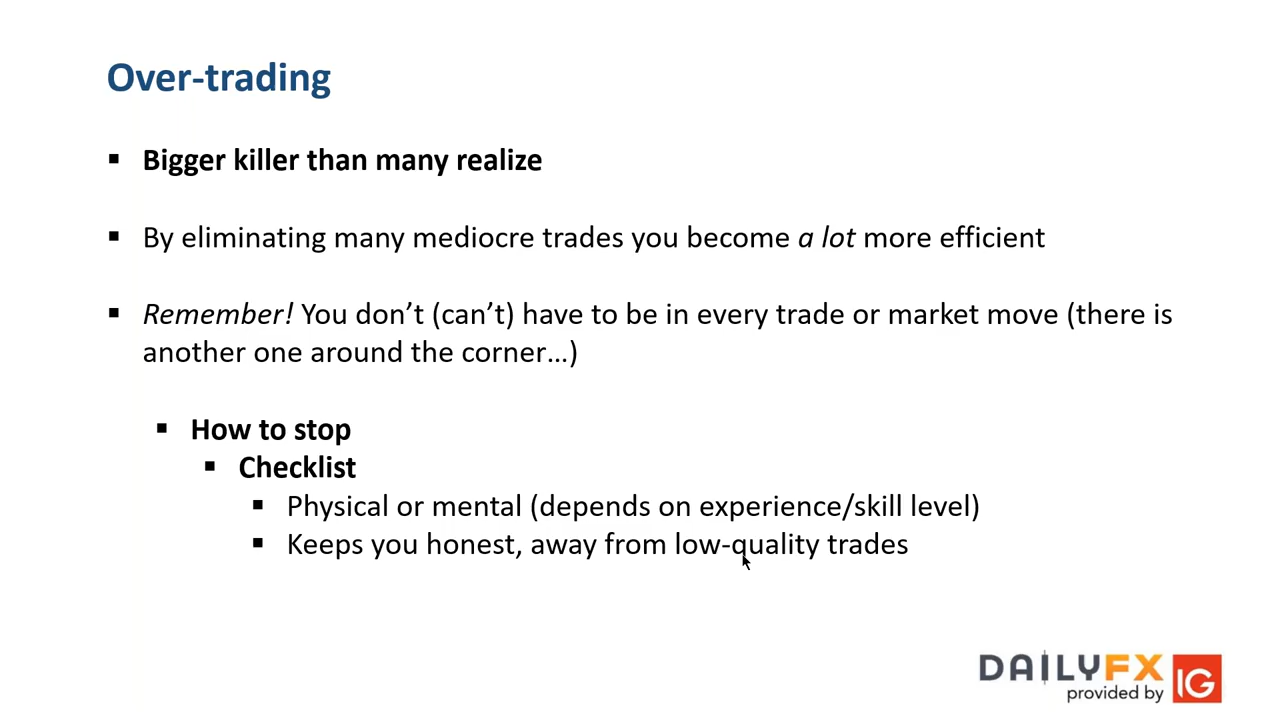 Over-trading
▪ Bigger killer than many realize
▪ By eliminating many mediocre trades you become a lot more efficient
▪ Remember! You don’t (can’t) have to be in every trade or market move (there is
another one around the corner…)
▪ How to stop
▪ Checklist
▪ Physical or mental (depends on experience/skill level)
▪ Keeps you honest, away from low-quality trades
DAILYFX
provided by IG